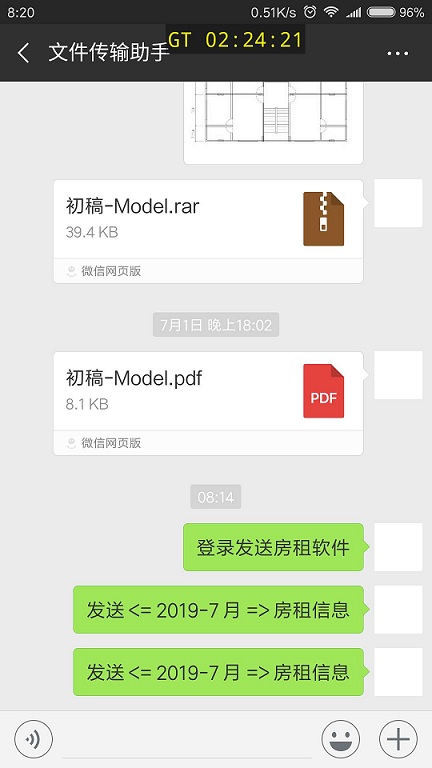 8:20 0.51K/s 96%
文件传输助手
GT 02:24:21
初稿-Model.rar
39.4 KB
微信网页版
7月1日 晚上18:02
初稿-Model.pdf
PDF
8.1 KB
微信网页版
08:14
登录发送房租软件
发送 <= 2019-7 月 => 房租信息
发送 <= 2019-7 月 => 房租信息